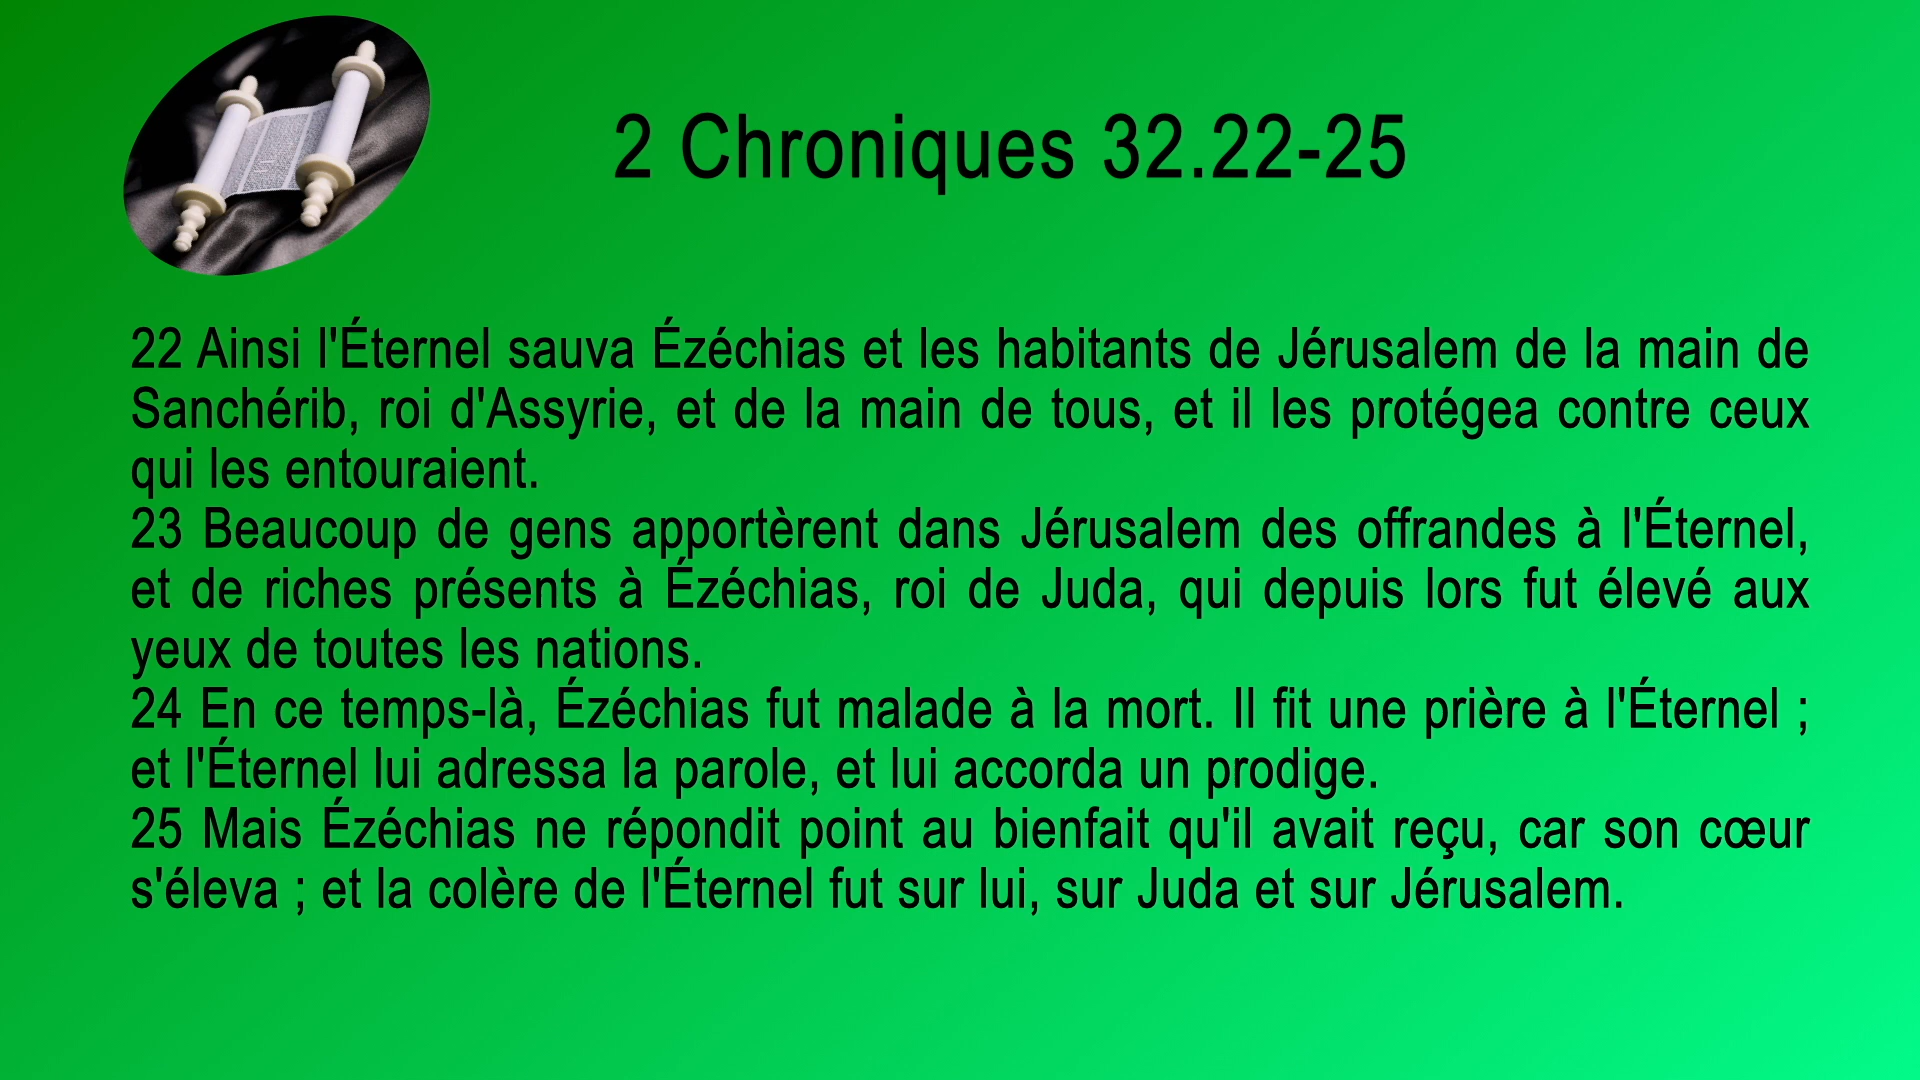 2 Chroniques 32.22-25
22 Ainsi l'Éternel sauva Ézéchias et les habitants de Jérusalem de la main de
Sanchérib, roi d'Assyrie, et de la main de tous, et il les protégea contre ceux
qui les entouraient.
23 Beaucoup de gens apportèrent dans Jérusalem des offrandes à l'Éternel,
et de riches présents à Ézéchias, roi de Juda, qui depuis lors fut élevé aux
yeux de toutes les nations.
24 En ce temps-là, Ézéchias fut malade à la mort. Il fit une prière à l'Éternel ;
et l'Éternel lui adressa la parole, et lui accorda un prodige.
25 Mais Ézéchias ne répondit point au bienfait qu'il avait reçu, car son cœur
s'éleva ; et la colère de l'Éternel fut sur lui, sur Juda et sur Jérusalem.